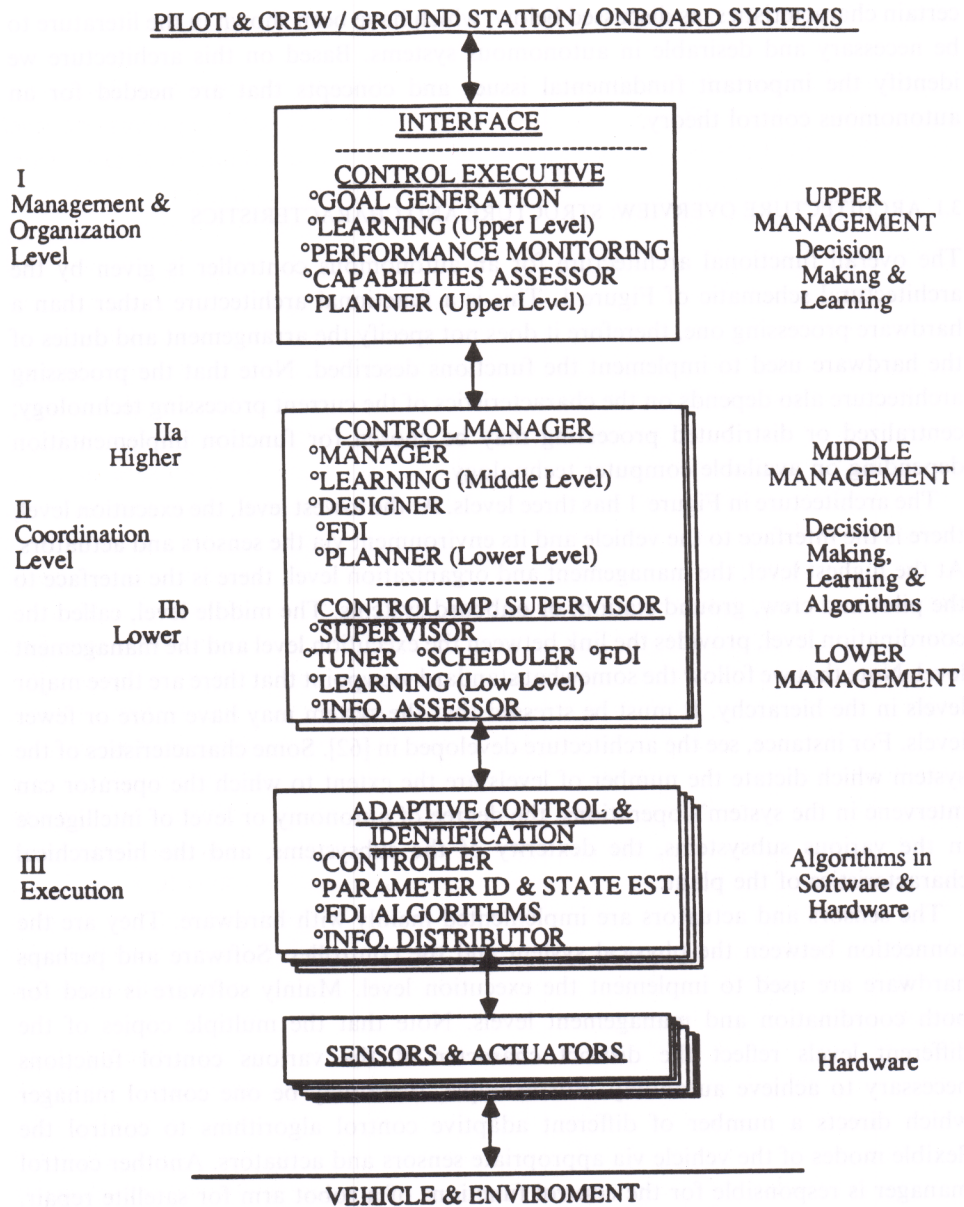 PILOT & CREW / GROUND STATION / ONBOARD SYSTEMS
INTERFACE
CONTROL EXECUTIVE
°GOAL GENERATION
°LEARNING (Upper Level)
°PERFORMANCE MONITORING
°CAPABILITIES ASSESSOR
°PLANNER (Upper Level)
I
Management &
Organization
Level
UPPER
MANAGEMENT
Decision
Making &
Learning
CONTROL MANAGER
°MANAGER
°LEARNING (Middle Level)
°DESIGNER
°FDI
°PLANNER (Lower Level)
CONTROL IMP. SUPERVISOR
°SUPERVISOR
°TUNER °SCHEDULER °FDI
°LEARNING (Low Level)
°INFO. ASSESSOR
IIa
Higher
II
Coordination
Level
IIb
Lower
MIDDLE
MANAGEMENT
Decision
Making,
Learning &
Algorithms
LOWER
MANAGEMENT
ADAPTIVE CONTROL &
IDENTIFICATION
°CONTROLLER
°PARAMETER ID & STATE EST.
°FDI ALGORITHMS
°INFO. DISTRIBUTOR
III
Execution
Algorithms in
Software &
Hardware
SENSORS & ACTUATORS
Hardware
VEHICLE & ENVIROMENT